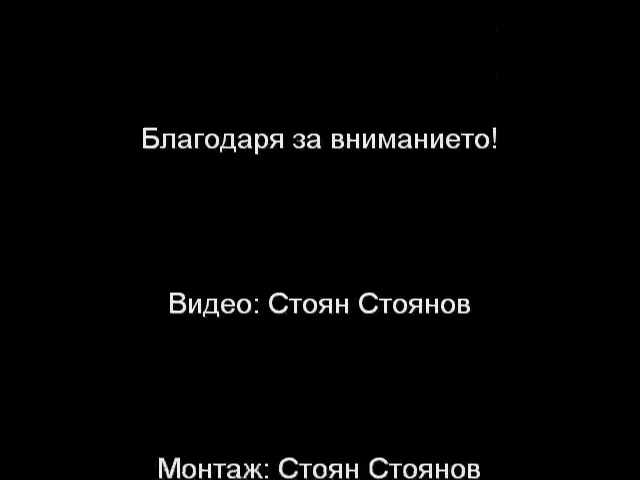 Благодаря за вниманието!
Видео: Стоян Стоянов
Монтаж: Стоян Стоянов